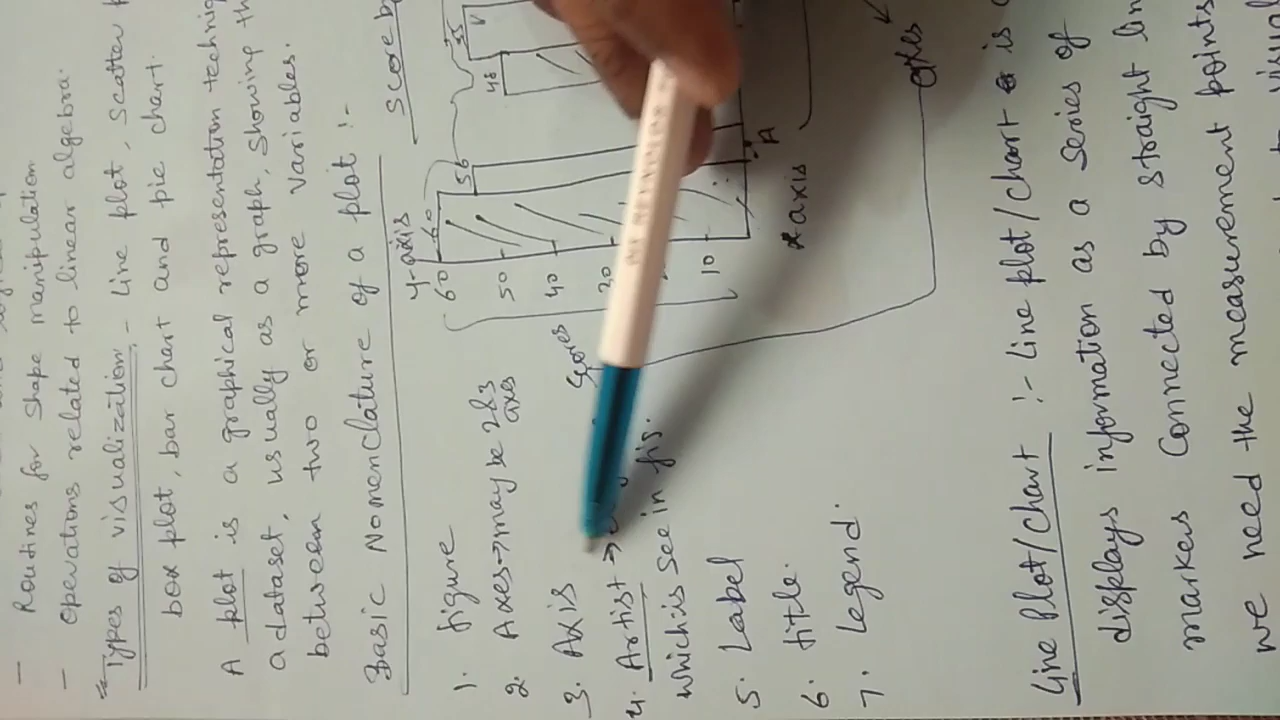 - Routines for shape manipulation
- operations related to linear algebra.
* Types of visualization :- Line plot, scatter
box plot, bar chart and pie chart.
A plot is a graphical representation
a dataset, usually as a graph, showing
between two or more variables.
Basic Nomenclature of a plot :- score
1. figure
2. Axes → may be 2 & 3 axes
3. Axis
4. Artist →
which is see in fig.
5. Label
6. title.
7. Legend.
Y-axis
60
50
40
30
10
60
56
48
55
Scores
A
x axis
axes
Line Plot/Chart :- Line plot/chart is
displays information as a series of
markers connected by straight
we need the measurement points